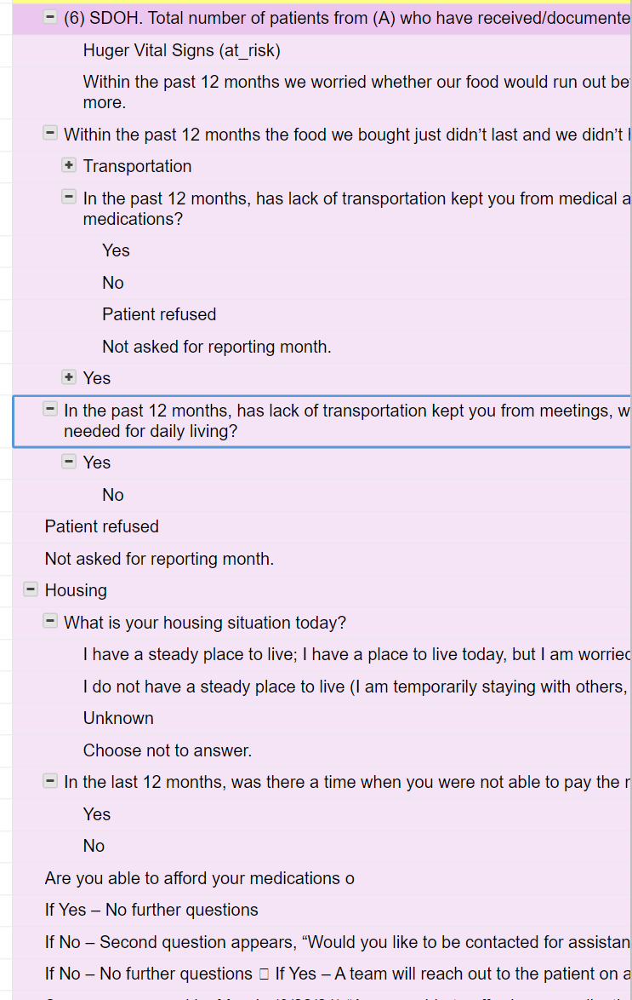 (6) SDOH. Total number of patients from (A) who have received/documente
Huger Vital Signs (at_risk)
Within the past 12 months we worried whether our food would run out be
more.
Within the past 12 months the food we bought just didn’t last and we didn’t
Transportation
In the past 12 months, has lack of transportation kept you from medical a
medications?
Yes
No
Patient refused
Not asked for reporting month.
Yes
In the past 12 months, has lack of transportation kept you from meetings, w
needed for daily living?
Yes
No
Patient refused
Not asked for reporting month.
Housing
What is your housing situation today?
I have a steady place to live; I have a place to live today, but I am worried
I do not have a steady place to live (I am temporarily staying with others,
Unknown
Choose not to answer.
In the last 12 months, was there a time when you were not able to pay the
Yes
No
Are you able to afford your medications o
If Yes – No further questions
If No – Second question appears, “Would you like to be contacted for assistan
If No – No further questions  If Yes – A team will reach out to the patient on a